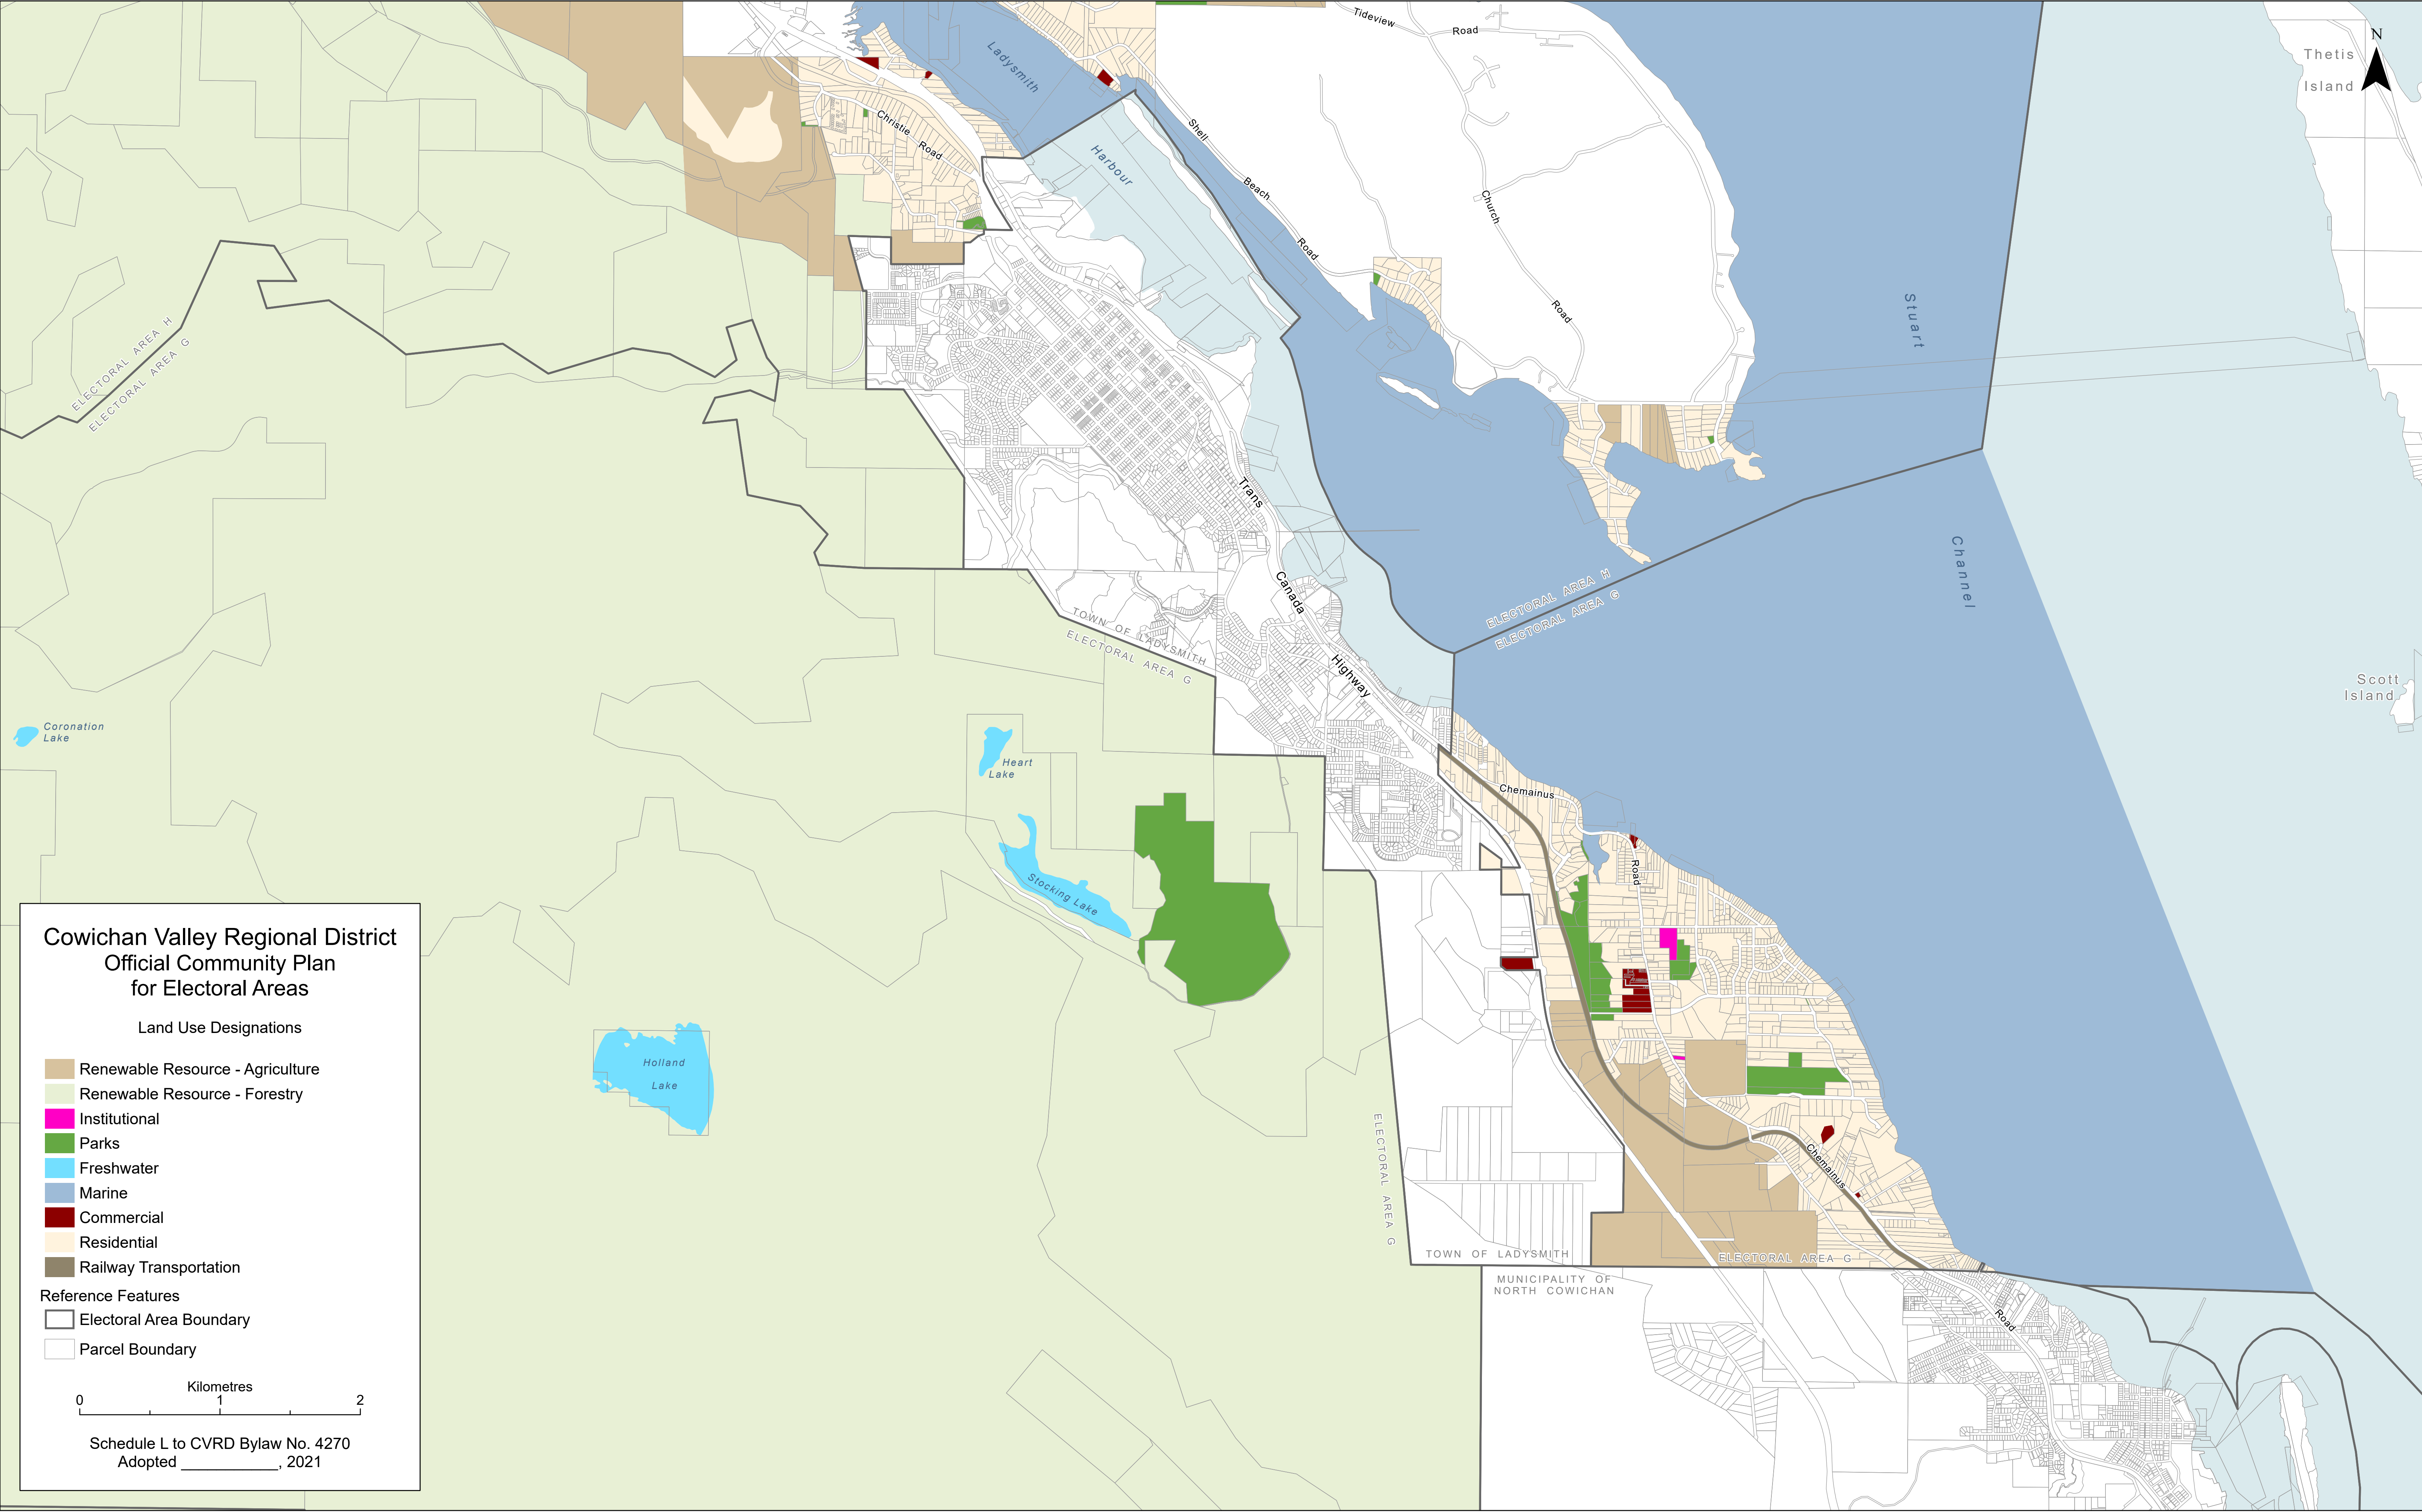 Tideview
Road
N
Thetis
Island
Ladysmith
Harbour
Christie
Road
Shell
Beach
Road
Church
Road
Stuart
Channel
ELECTORAL AREA H
ELECTORAL AREA G
Trans
Canada
Highway
ELECTORAL AREA H
ELECTORAL AREA G
TOWN OF LADYSMITH
ELECTORAL AREA G
Scott
Island
Coronation
Lake
Heart
Lake
Stocking Lake
Holland
Lake
Chemainus
Road
Chemainus
Road
ELECTORAL AREA G
TOWN OF LADYSMITH
ELECTORAL AREA G
MUNICIPALITY OF
NORTH COWICHAN
Cowichan Valley Regional District
Official Community Plan
for Electoral Areas
Land Use Designations
Renewable Resource - Agriculture
Renewable Resource - Forestry
Institutional
Parks
Freshwater
Marine
Commercial
Residential
Railway Transportation
Reference Features
Electoral Area Boundary
Parcel Boundary
Kilometres
0 1 2
Schedule L to CVRD Bylaw No. 4270
Adopted ____________, 2021